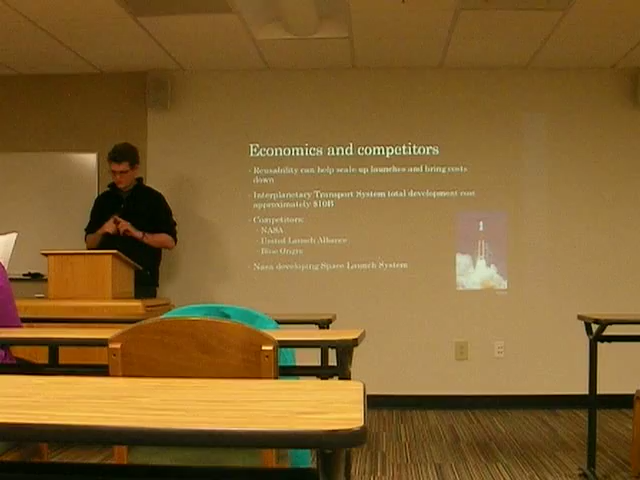 Economics and competitors
- Reusability can help scale up launches and bring costs
down
- Interplanetary Transport System total development cost
approximately $10B
- Competitors:
- NASA
- United Launch Alliance
- Blue Origin
- Nasa developing Space Launch System